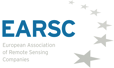 EARSC
European Association
of Remote Sensing
Companies